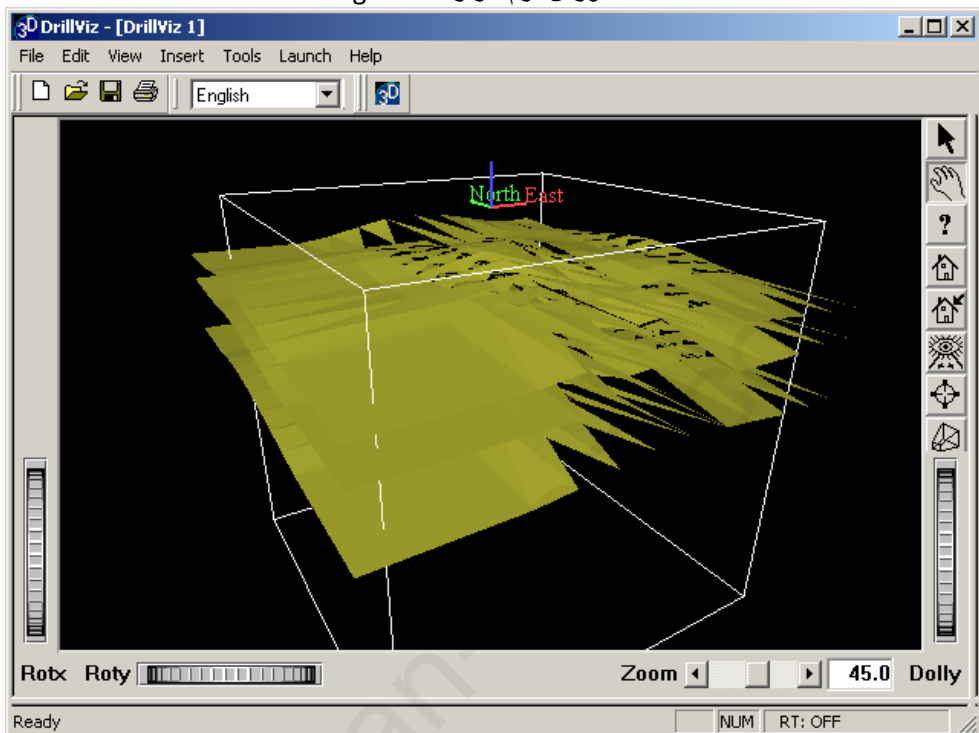 DrillViz - [DrillViz 1]
File Edit View Insert Tools Launch Help
English 3D
North East
?
Rotx Roty Zoom 45.0 Dolly
Ready NUM RT: OFF